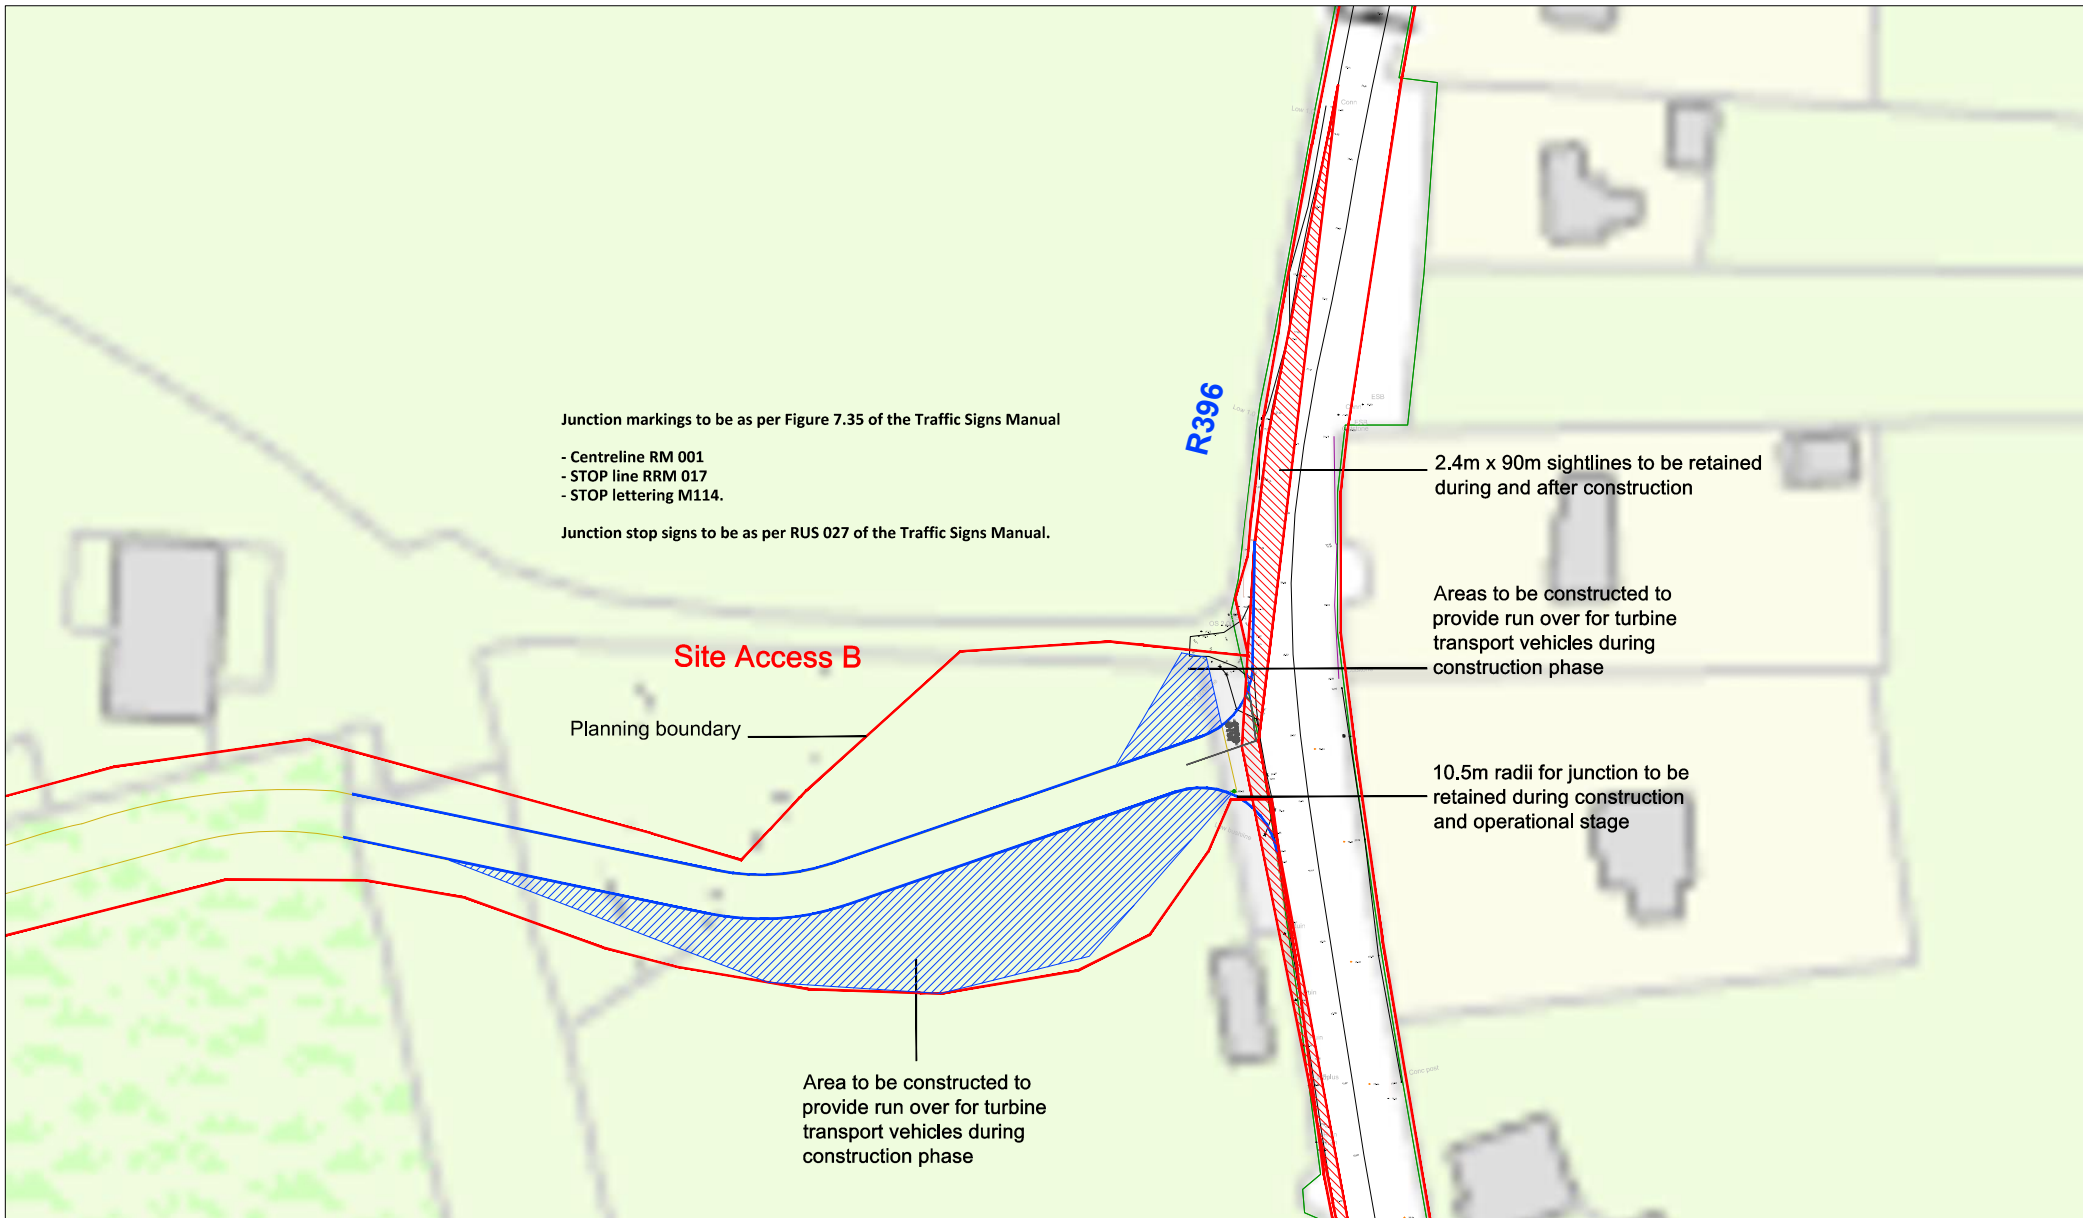 Junction markings to be as per Figure 7.35 of the Traffic Signs Manual
- Centreline RM 001
- STOP line RRM 017
- STOP lettering M114.
Junction stop signs to be as per RUS 027 of the Traffic Signs Manual.
R396
2.4m x 90m sightlines to be retained
during and after construction
Areas to be constructed to
provide run over for turbine
transport vehicles during
construction phase
Site Access B
Planning boundary
10.5m radii for junction to be
retained during construction
and operational stage
Area to be constructed to
provide run over for turbine
transport vehicles during
construction phase
ESB
Conc post